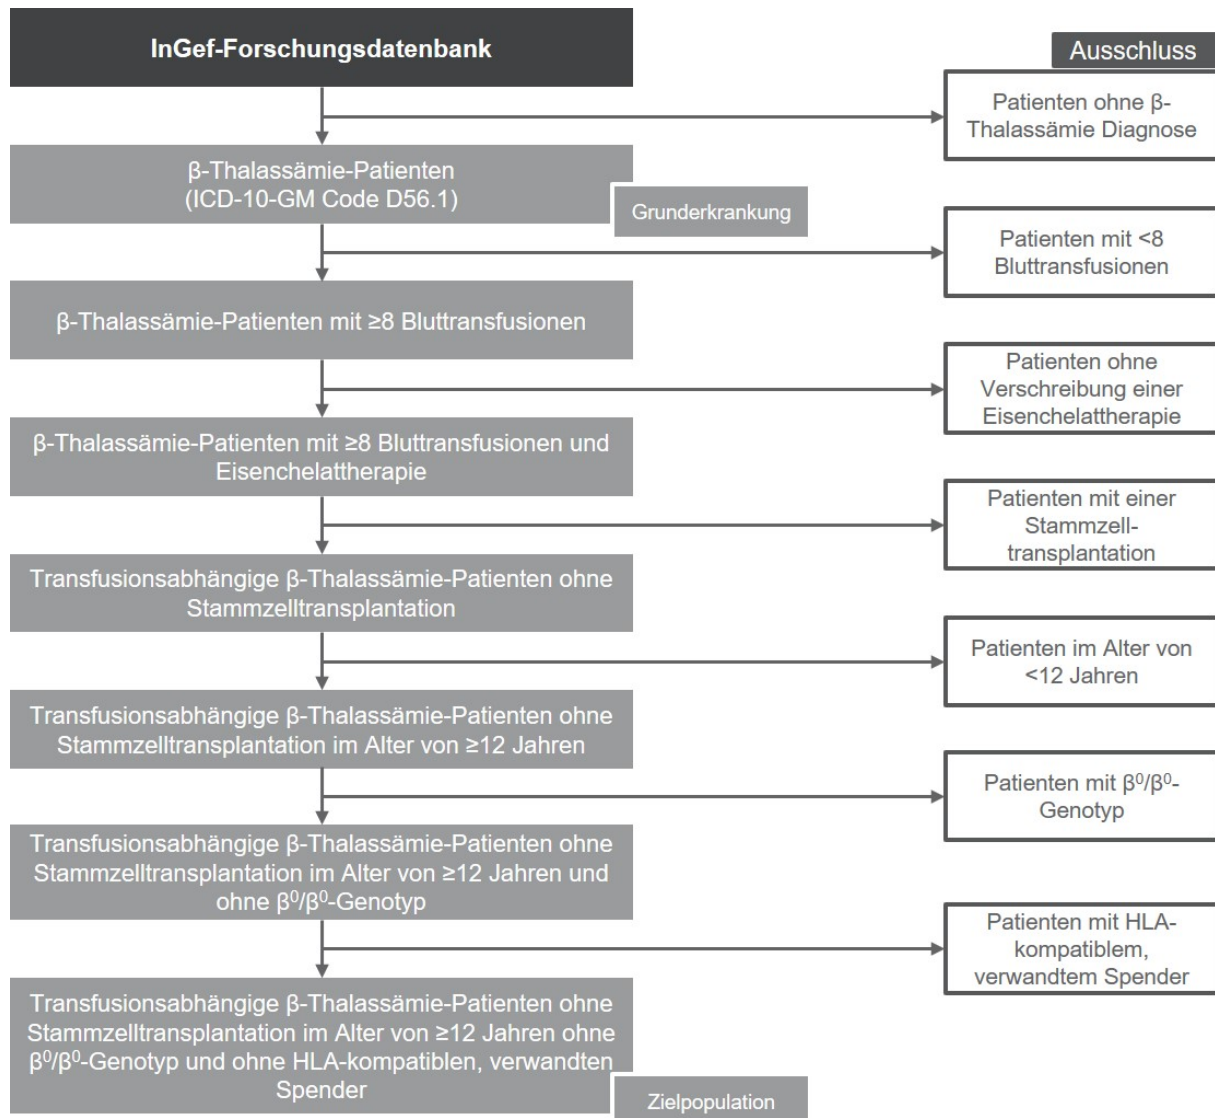 InGef-Forschungsdatenbank
Ausschluss
Patienten ohne β-
Thalassämie Diagnose
β-Thalassämie-Patienten
(ICD-10-GM Code D56.1)
Grunderkrankung
Patienten mit <8
Bluttransfusionen
β-Thalassämie-Patienten mit ≥8 Bluttransfusionen
Patienten ohne
Verschreibung einer
Eisenchelattherapie
β-Thalassämie-Patienten mit ≥8 Bluttransfusionen und
Eisenchelattherapie
Patienten mit einer
Stammzell-
transplantation
Transfusionsabhängige β-Thalassämie-Patienten ohne
Stammzelltransplantation
Patienten im Alter von
<12 Jahren
Transfusionsabhängige β-Thalassämie-Patienten ohne
Stammzelltransplantation im Alter von ≥12 Jahren
Patienten mit β⁰/β⁰-
Genotyp
Transfusionsabhängige β-Thalassämie-Patienten ohne
Stammzelltransplantation im Alter von ≥12 Jahren und
ohne β⁰/β⁰-Genotyp
Patienten mit HLA-
kompatiblem,
verwandtem Spender
Transfusionsabhängige β-Thalassämie-Patienten ohne
Stammzelltransplantation im Alter von ≥12 Jahren ohne
β⁰/β⁰-Genotyp und ohne HLA-kompatiblen, verwandten
Spender
Zielpopulation